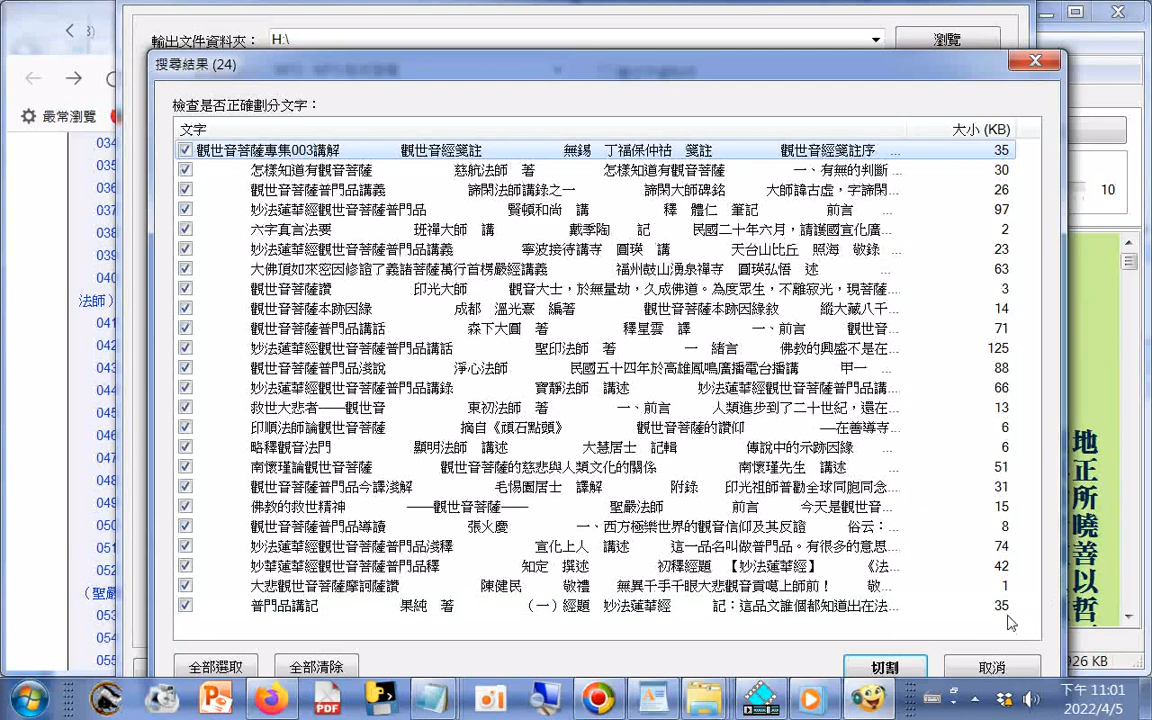 輸出文件資料夾： H:\ 瀏覽
搜尋結果 (24)
最常瀏覽
檢查是否正確劃分文字：
文字 大小 (KB)
觀世音菩薩專集003講解 觀世音經箋註 無錫 丁福保仲祜 箋註 觀世音經箋註序 ... 35
怎樣知道有觀世音菩薩 慈航法師 著 怎樣知道有觀世音菩薩 一、有無的判斷 ... 30
觀世音菩薩普門品講義 諦閑法師講錄之一 諦閑大師碑銘 大師諱古虛，字諦閑... 26
妙法蓮華經觀世音菩薩普門品 賢頓和尚 講 釋 體仁 筆記 前言 ... 97
六字真言法要 班禪大師 講 戴季陶 記 民國二十年六月，請護國宣化廣... 2
妙法蓮華經觀世音菩薩普門品講義 寧波接待講寺 圓瑛 講 天台山比丘 照海 敬錄 ... 23
大佛頂如來密因修證了義諸菩薩萬行首楞嚴經講義 福州鼓山湧泉禪寺 圓瑛弘悟 述 ... 63
觀世音菩薩讚 印光大師 觀音大士，於無量劫，久成佛道。為度眾生，不離寂光，現菩薩... 3
觀世音菩薩本跡因緣 成都 溫光熹 編著 觀世音菩薩本跡因緣敘 縱大藏八千... 14
觀世音菩薩普門品講話 森下大圓 著 釋星雲 譯 一、前言 觀世音... 71
妙法蓮華經觀世音菩薩普門品講話 聖印法師 著 一 緒言 佛教的興盛不是在... 125
觀世音菩薩普門品淺說 淨心法師 民國五十四年於高雄鳳鳴廣播電台播講 甲一 ... 88
妙法蓮華經觀世音菩薩普門品講錄 寶靜法師 講述 妙法蓮華經觀世音菩薩普門品講... 66
救世大悲者——觀世音 東初法師 著 一、前言 人類進步到了二十世紀，還在... 13
印順法師論觀世音菩薩 摘自《頑石點頭》 觀世音菩薩的讚仰 —在善導寺... 6
略釋觀音法門 顯明法師 講述 大慧居士 記輯 傳說中的示跡因緣 ... 6
南懷瑾論觀世音菩薩 觀世音菩薩的慈悲與人類文化的關係 南懷瑾先生 講述 ... 51
觀世音菩薩普門品今譯淺解 毛惕園居士 譯解 附錄 印光祖師普勸全球同胞同念... 31
佛教的救世精神 ——觀世音菩薩—— 聖嚴法師 前言 今天是觀世音... 15
觀世音菩薩普門品導讀 張火慶 一、西方極樂世界的觀音信仰及其反證 俗云：... 8
妙法蓮華經觀世音菩薩普門品淺釋 宣化上人 講述 這一品名叫做普門品。有很多的意思... 74
妙華蓮華經觀世音菩薩普門品釋 知定 撰述 初釋經題 【妙法蓮華經】 《法... 42
大悲觀世音菩薩摩訶薩讚 陳健民 敬禮 無異千手千眼大悲觀音貢噶上師前！ 敬... 1
普門品講記 果純 著 （一）經題 妙法蓮華經 記：這品文誰個都知道出在法... 35
全部選取 全部清除 切割 取消
034
035
036
037
038
039
040
法師）
041
042
043
044
045
046
047
048
049
050
051
052
（聖嚴
053
054
055
10
地正所曉善以哲
926 KB
下午 11:01
2022/4/5